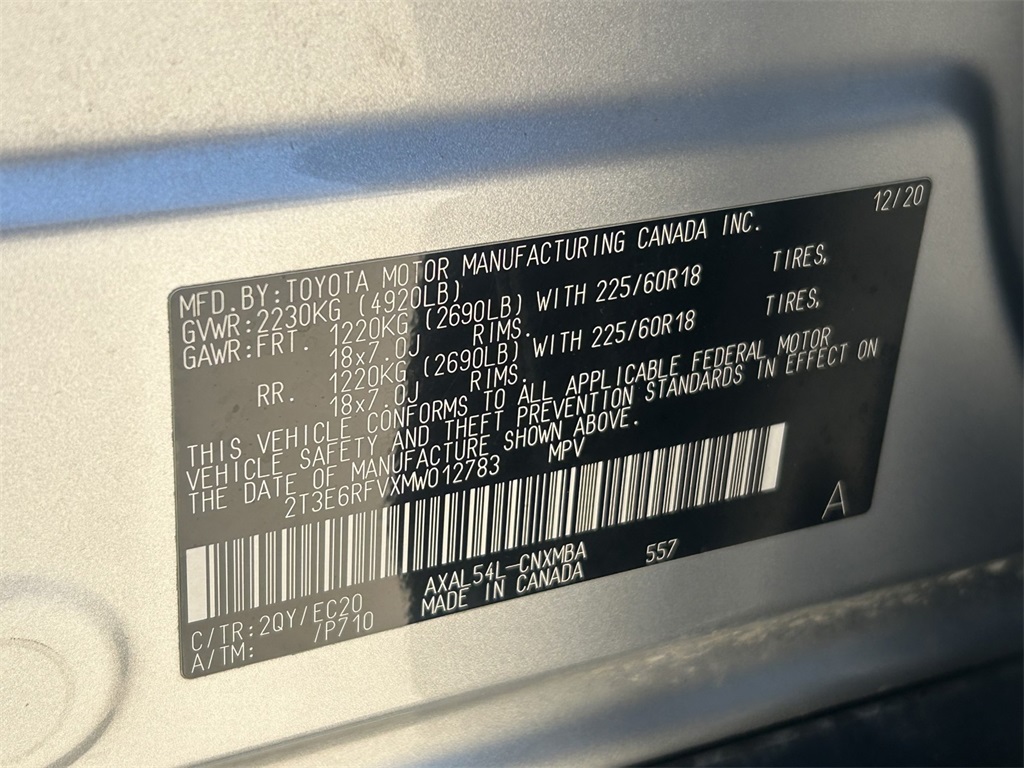 12/20
MFD.BY:TOYOTA MOTOR MANUFACTURING CANADA INC.
GVWR:2230KG (4920LB)
GAWR:FRT. 1220KG (2690LB) WITH 225/60R18 TIRES,
18x7.0J RIMS.
RR. 1220KG (2690LB) WITH 225/60R18 TIRES,
18x7.0J RIMS.
THIS VEHICLE CONFORMS TO ALL APPLICABLE FEDERAL MOTOR
VEHICLE SAFETY AND THEFT PREVENTION STANDARDS IN EFFECT ON
THE DATE OF MANUFACTURE SHOWN ABOVE.
2T3E6RFVXMW012783 MPV
A
AXAL54L-CNXMBA 557
MADE IN CANADA
C/TR:2QY/EC20
A/TM: /P710